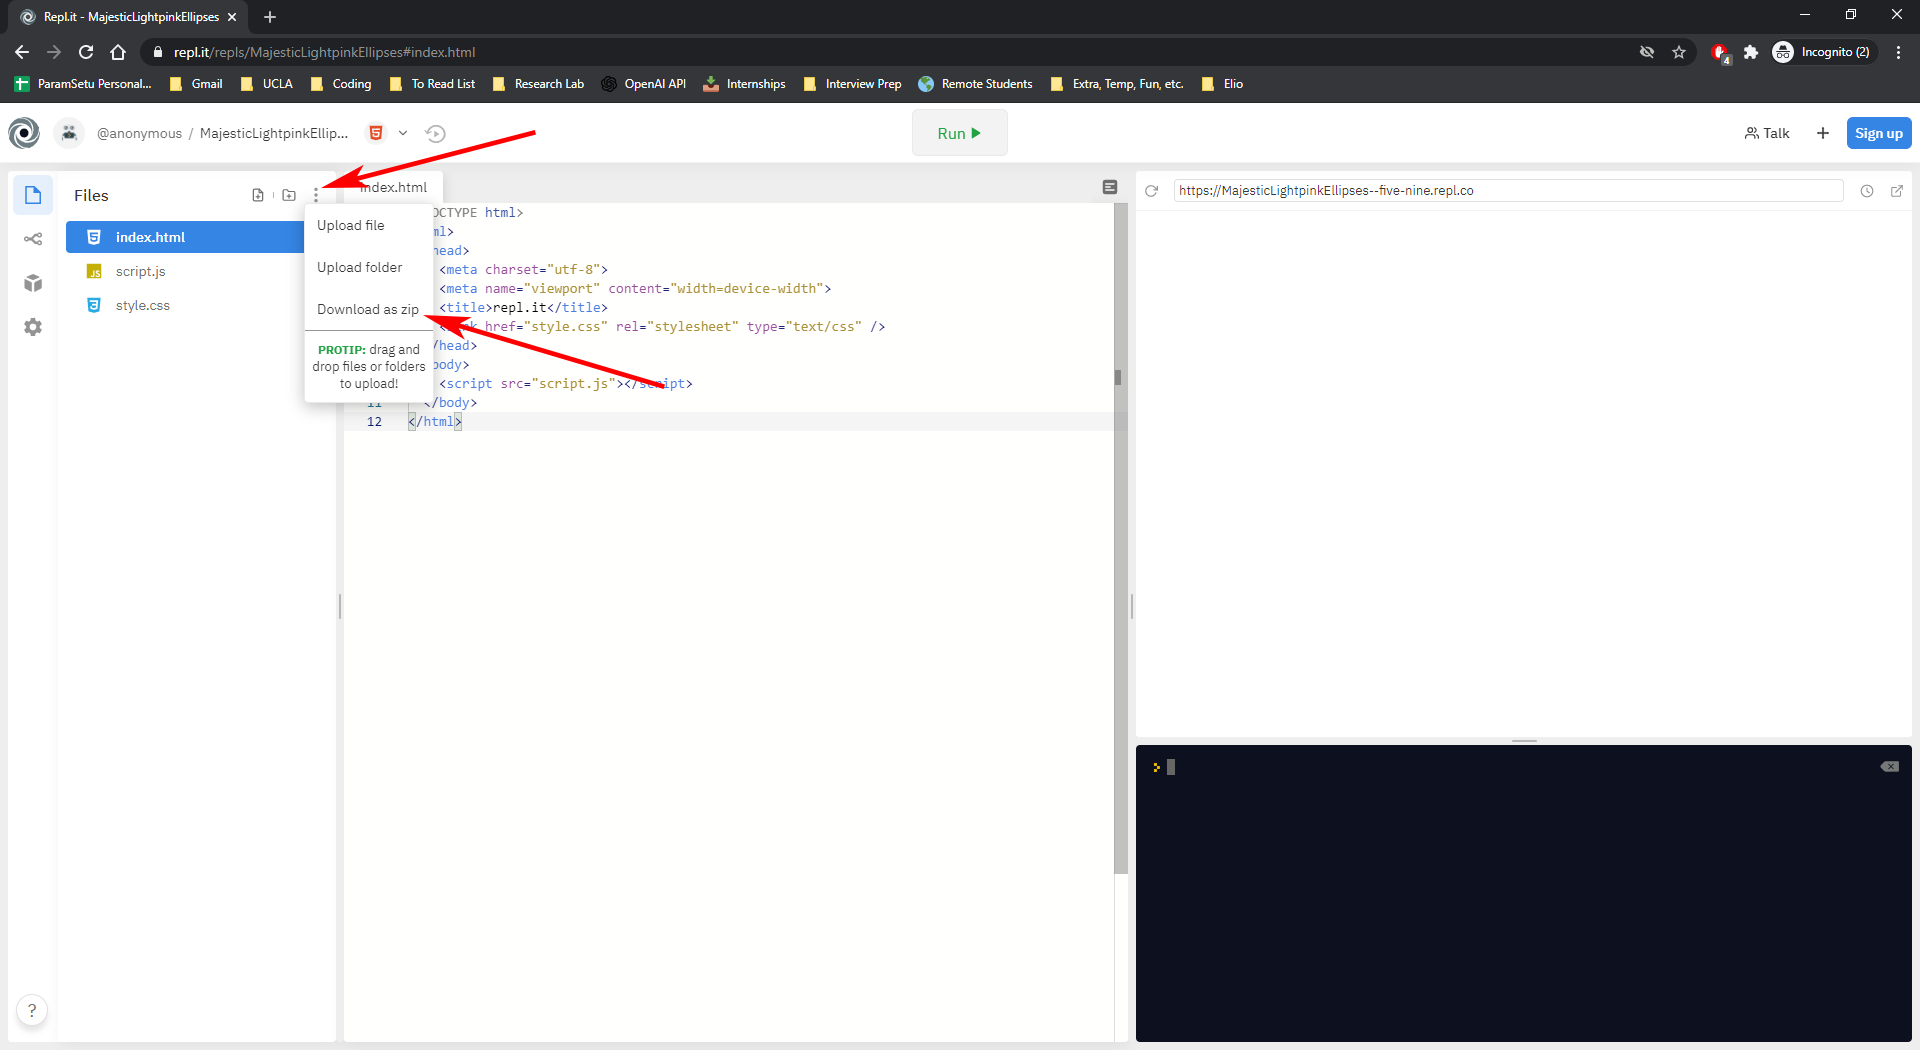 Repl.it - MajesticLightpinkEllipses
repl.it/repls/MajesticLightpinkEllipses#index.html
4
Incognito (2)
ParamSetu Personal...
Gmail
UCLA
Coding
To Read List
Research Lab
OpenAI API
Internships
Interview Prep
Remote Students
Extra, Temp, Fun, etc.
Elio
@anonymous / MajesticLightpinkEllip...
Run
Talk
Sign up
Files
index.html
script.js
style.css
Upload file
Upload folder
Download as zip
PROTIP: drag and
drop files or folders
to upload!
index.html
OCTYPE html>
ml>
head>
<meta charset="utf-8">
<meta name="viewport" content="width=device-width">
<title>repl.it</title>
nk href="style.css" rel="stylesheet" type="text/css" />
/head>
body>
<script src="script.js"></script>
11 </body>
12 </html>
https://MajesticLightpinkEllipses--five-nine.repl.co
JS
?